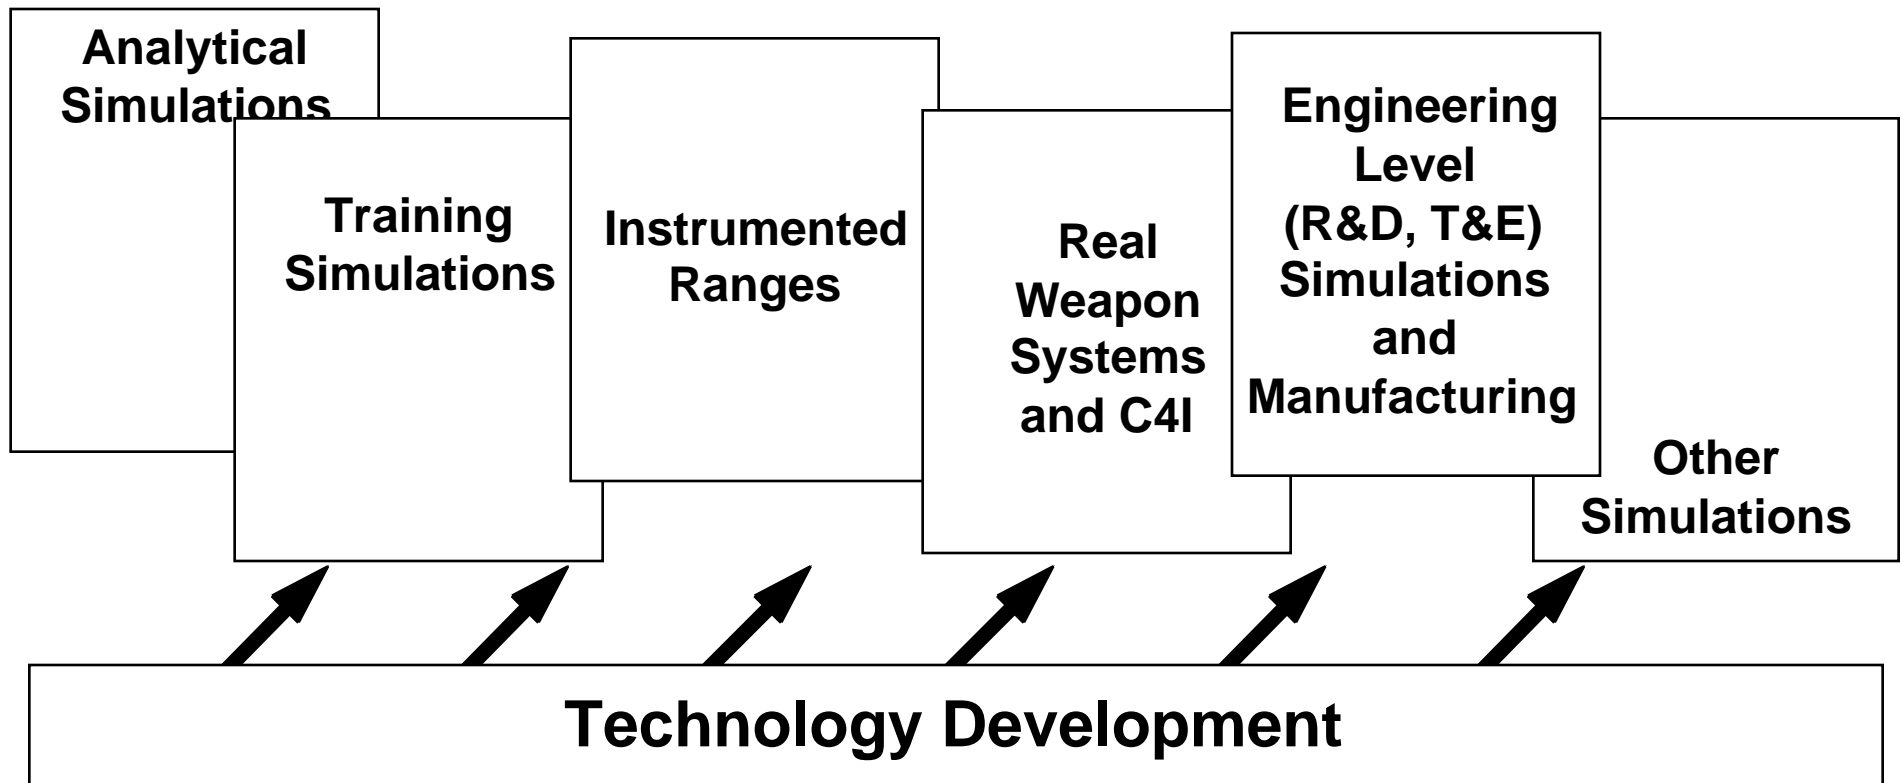 Analytical
Simulations
Training
Simulations
Instrumented
Ranges
Real
Weapon
Systems
and C4I
Engineering
Level
(R&D, T&E)
Simulations
and
Manufacturing
Other
Simulations
Technology Development